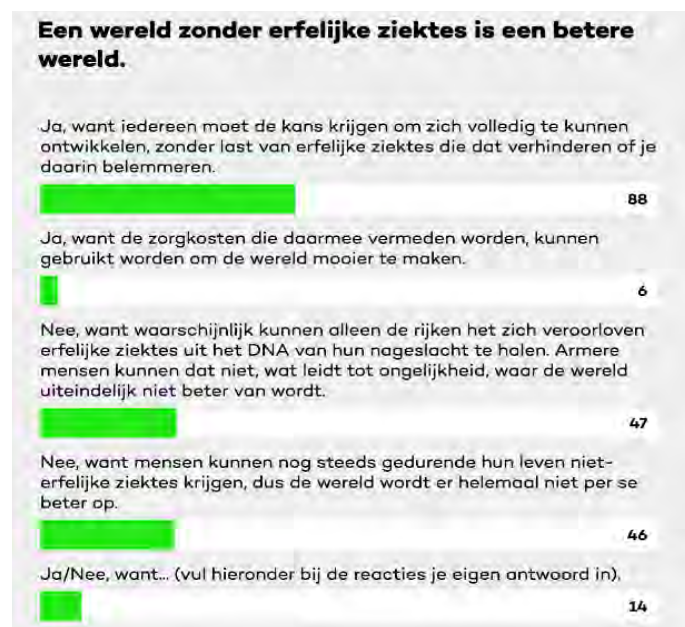 Een wereld zonder erfelijke ziektes is een betere
wereld.
Ja, want iedereen moet de kans krijgen om zich volledig te kunnen
ontwikkelen, zonder last van erfelijke ziektes die dat verhinderen of je
daarin belemmeren.
88
Ja, want de zorgkosten die daarmee vermeden worden, kunnen
gebruikt worden om de wereld mooier te maken.
6
Nee, want waarschijnlijk kunnen alleen de rijken het zich veroorloven
erfelijke ziektes uit het DNA van hun nageslacht te halen. Armere
mensen kunnen dat niet, wat leidt tot ongelijkheid, waar de wereld
uiteindelijk niet beter van wordt.
47
Nee, want mensen kunnen nog steeds gedurende hun leven niet-
erfelijke ziektes krijgen, dus de wereld wordt er helemaal niet per se
beter op.
46
Ja/Nee, want... (vul hieronder bij de reacties je eigen antwoord in).
14